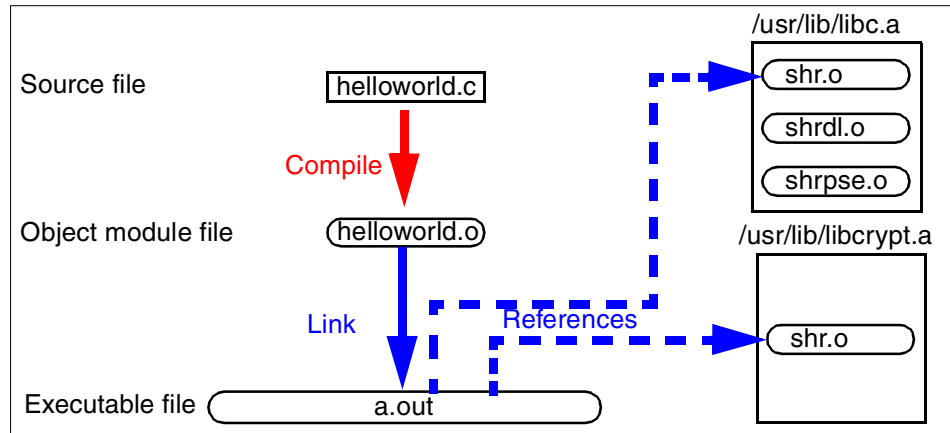 /usr/lib/libc.a
Source file
helloworld.c
shr.o
shrdl.o
Compile
shrpse.o
Object module file
helloworld.o
/usr/lib/libcrypt.a
Link
References
shr.o
Executable file
a.out